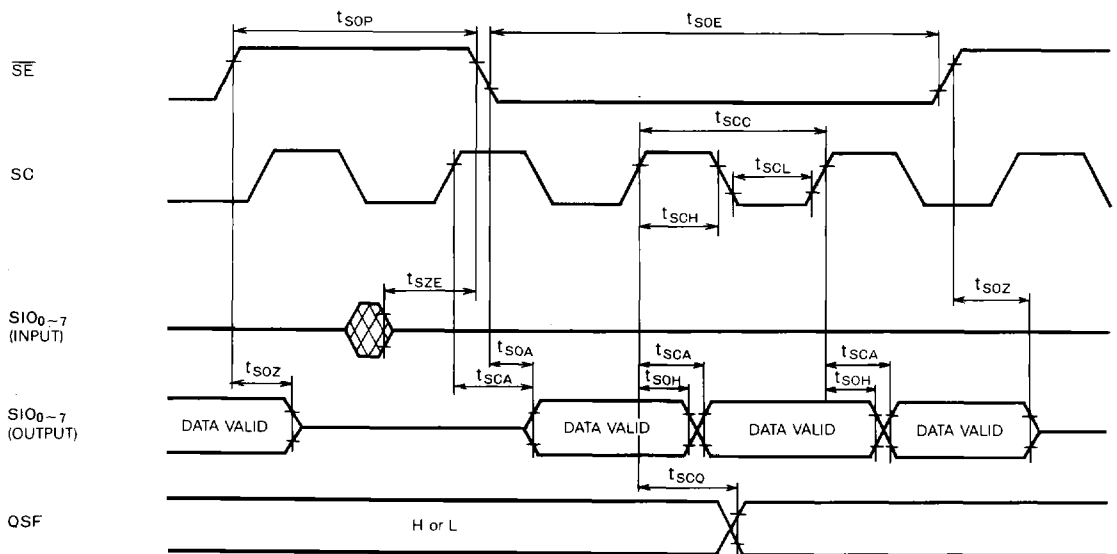 tSOP
tSOE
SE
tSCC
SC
tSCL
tSCH
tSZE
tSOZ
SIO0~7
(INPUT)
tSOA
tSCA
tSCA
tSCA
tSOZ
tSOH
tSOH
SIO0~7
(OUTPUT)
DATA VALID
DATA VALID
DATA VALID
DATA VALID
tSCQ
QSF
H or L